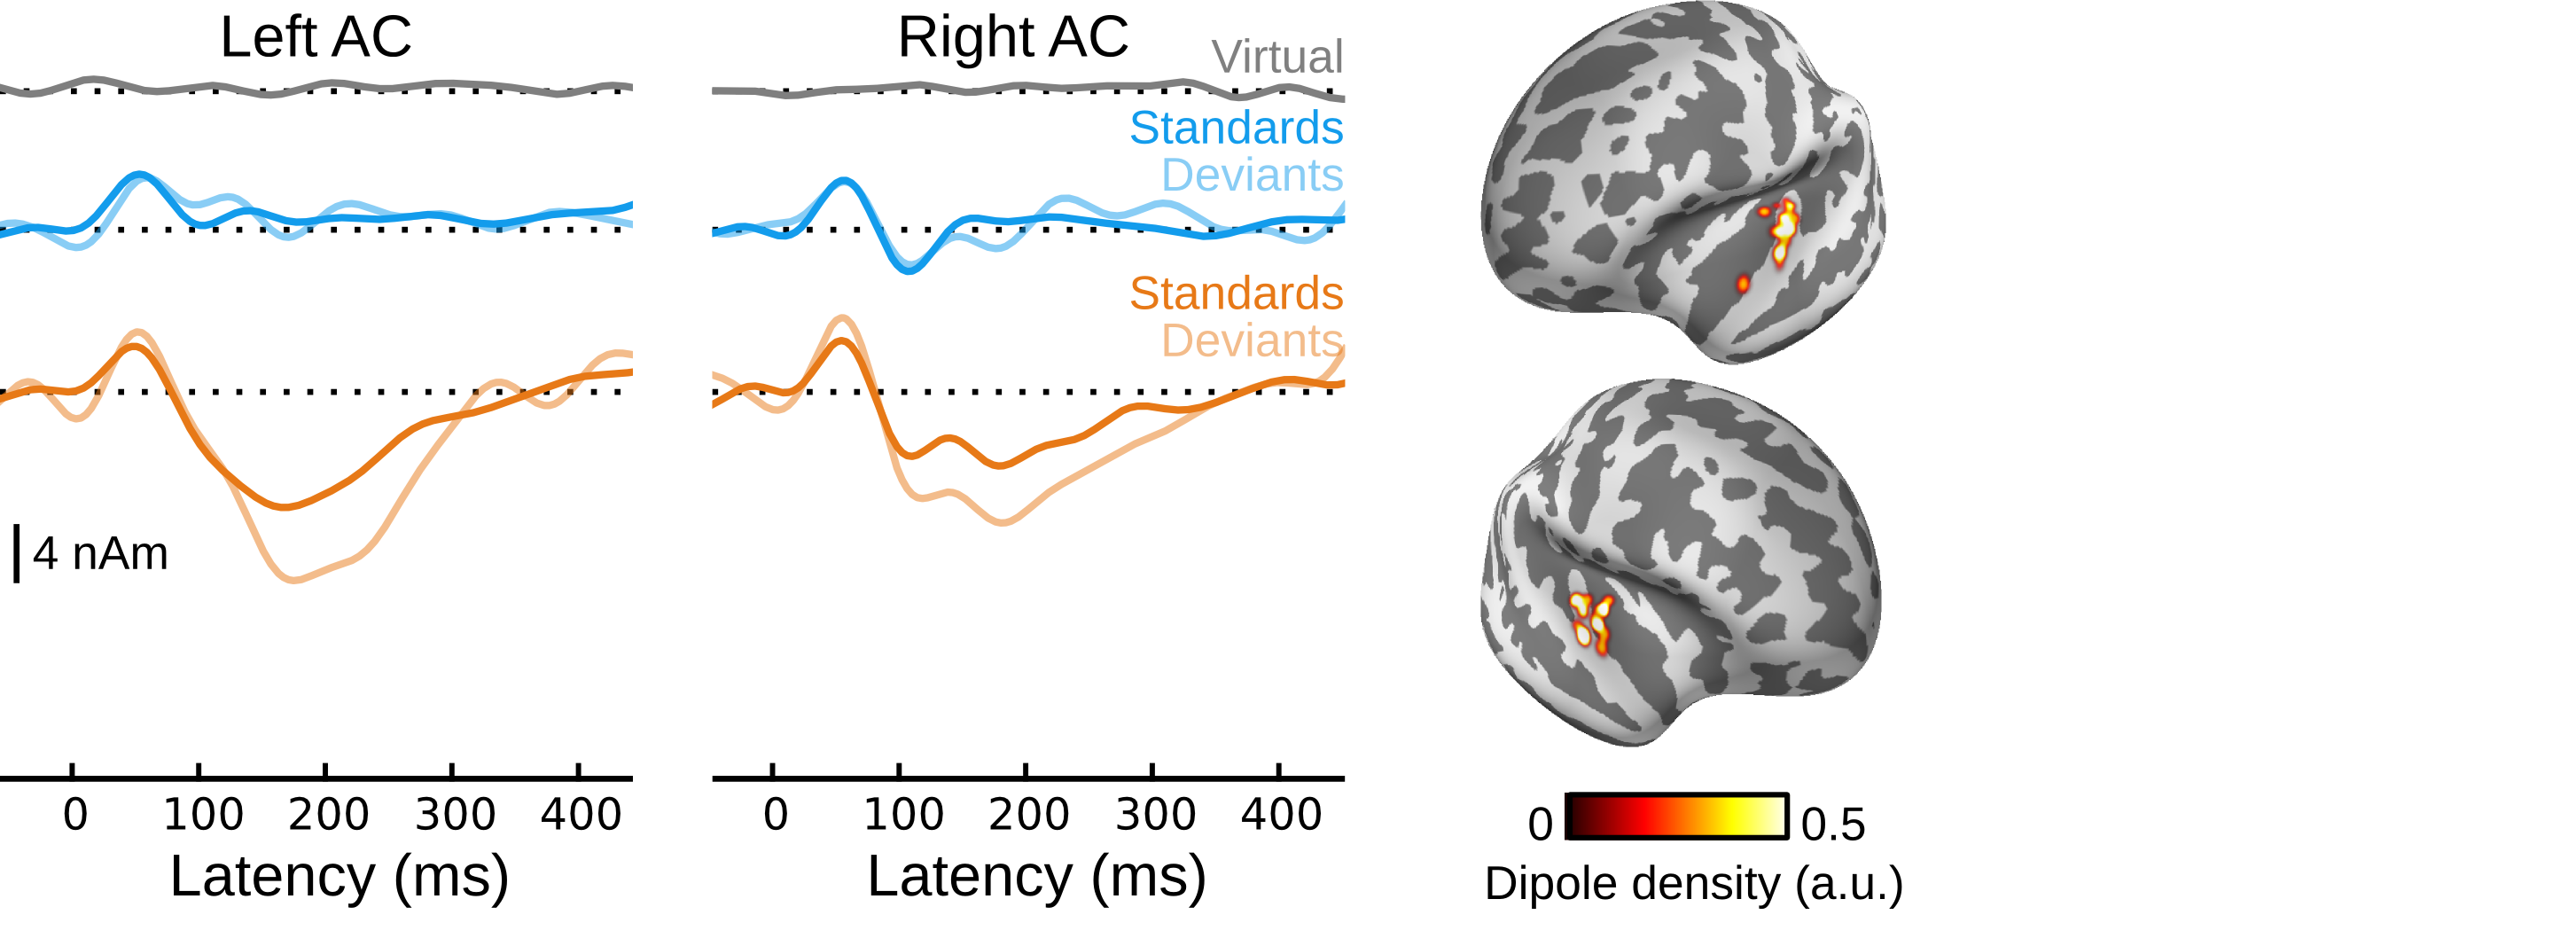 Left AC
Right AC
Virtual
Standards
Deviants
Standards
Deviants
4 nAm
0 100 200 300 400
0 100 200 300 400
Latency (ms)
Latency (ms)
0 0.5
Dipole density (a.u.)